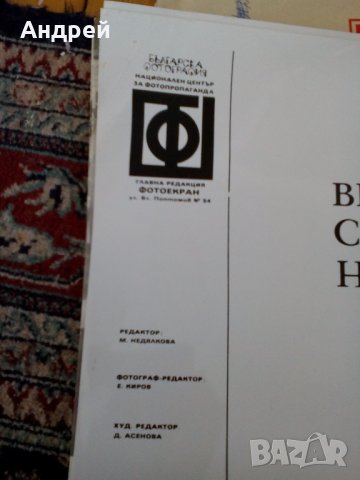 Андрей
БЪЛГАРСКА
ФОТОГРАФИЯ
НАЦИОНАЛЕН ЦЕНТЪР
ЗА ФОТОПРОПАГАНДА
Ф
ГЛАВНА РЕДАКЦИЯ
ФОТОЕКРАН
РЕДАКТОР:
М. НЕДЯЛКОВА
ФОТОГРАФ-РЕДАКТОР:
Е. КИРОВ
ХУД. РЕДАКТОР
Д. АСЕНОВА
bazar